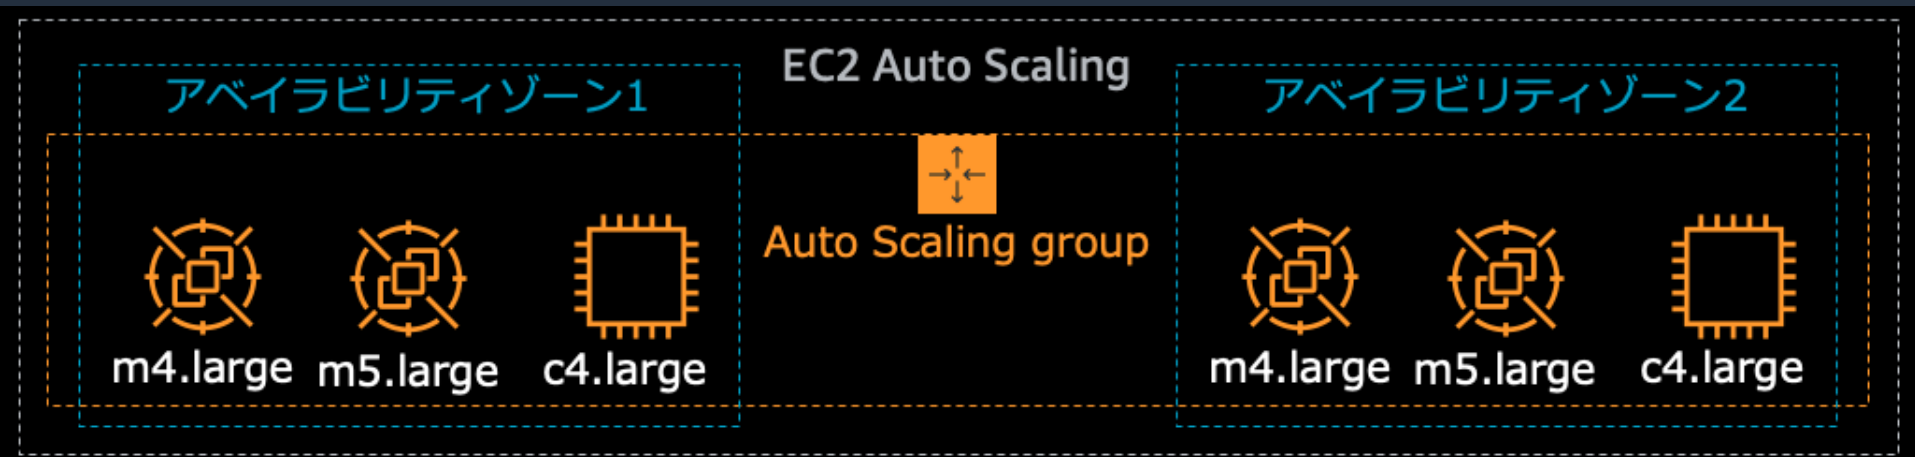 EC2 Auto Scaling
アベイラビリティゾーン1
アベイラビリティゾーン2
Auto Scaling group
m4.large
m5.large
c4.large
m4.large
m5.large
c4.large